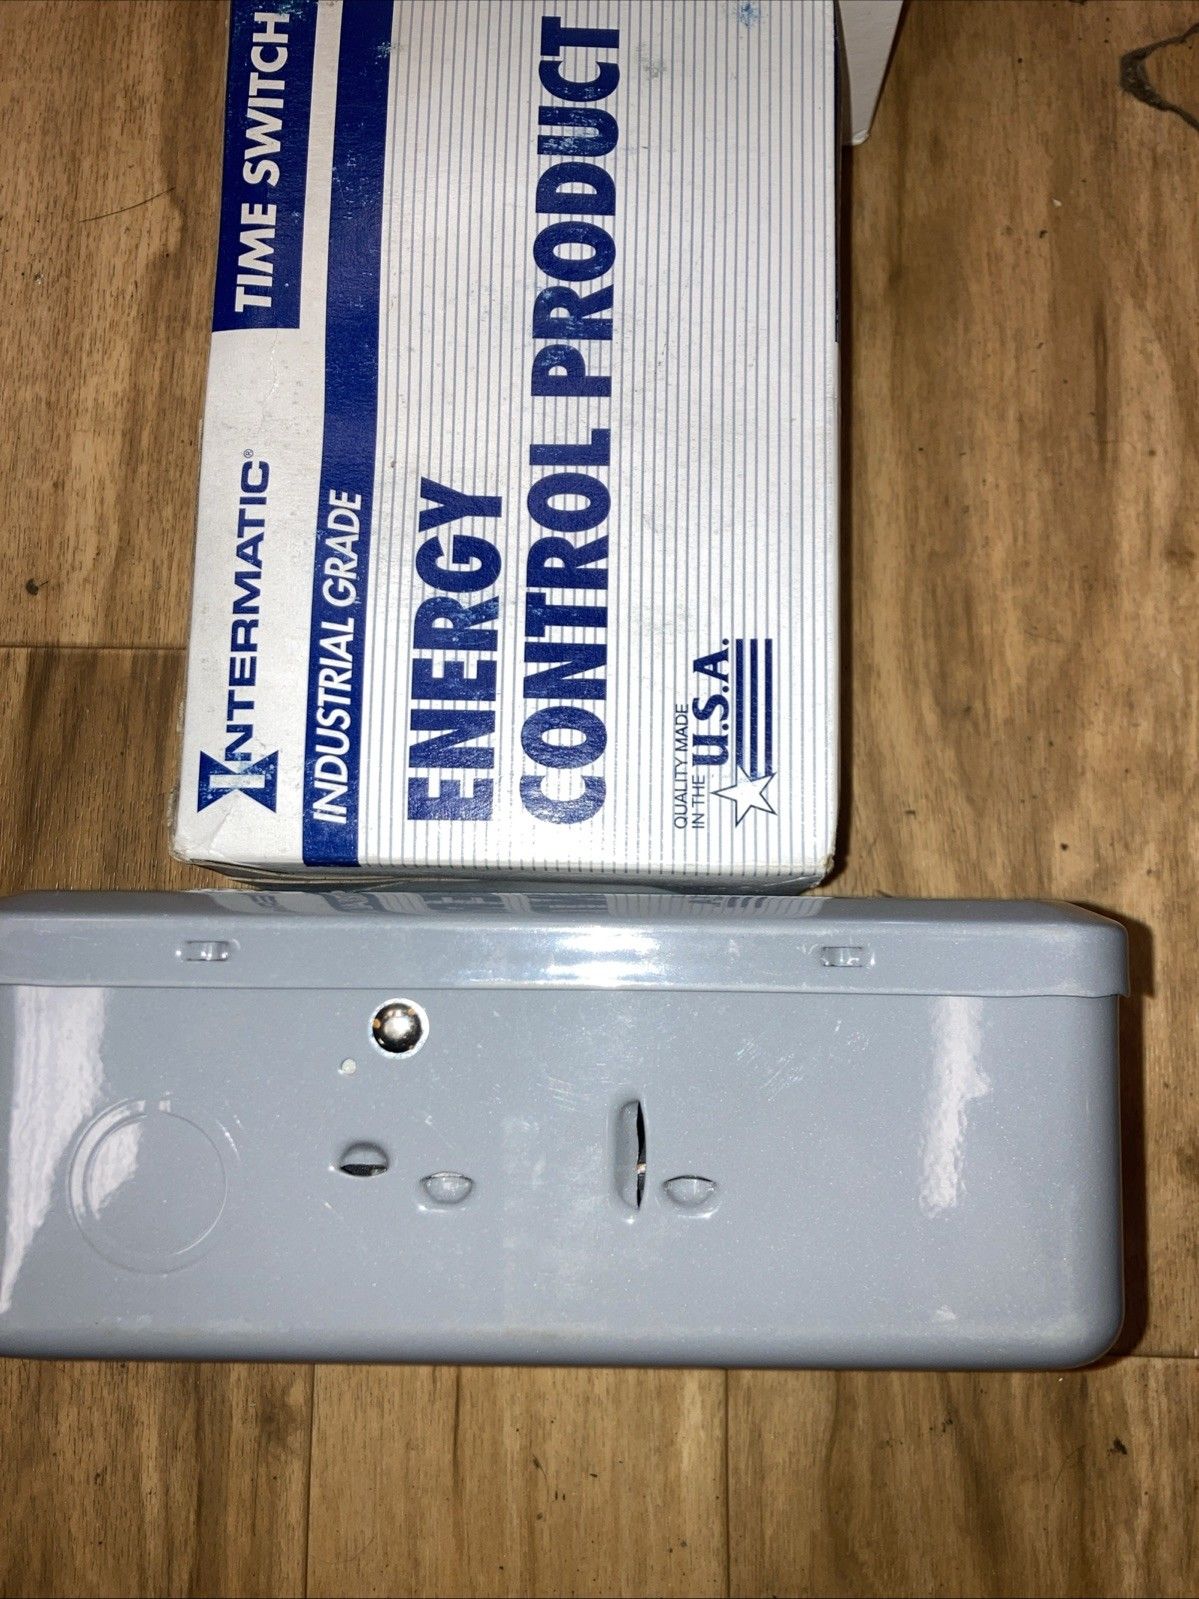 INTERMATIC®
TIME SWITCH
INDUSTRIAL GRADE
ENERGY
CONTROL PRODUCT
QUALITY MADE
IN THE U.S.A.